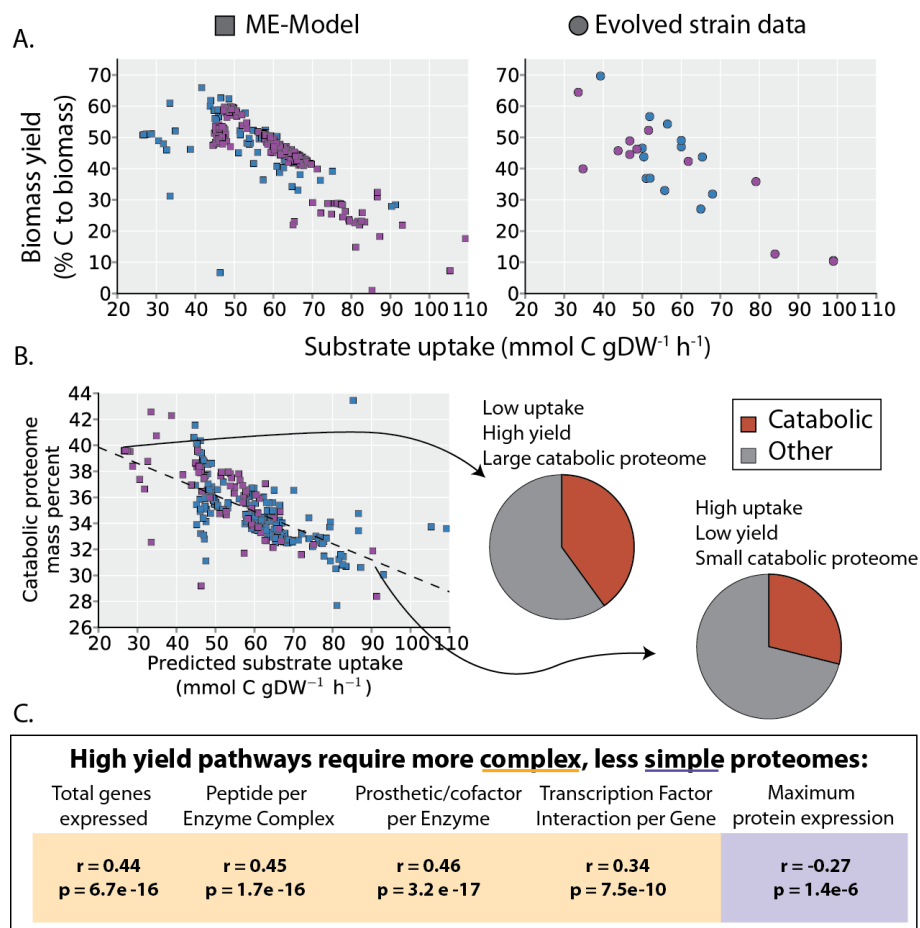 A.
ME-Model
Evolved strain data
Biomass yield
(% C to biomass)
70
60
50
40
30
20
10
0
20 30 40 50 60 70 80 90 100 110
70
60
50
40
30
20
10
0
20 30 40 50 60 70 80 90 100 110
Substrate uptake (mmol C gDW⁻¹ h⁻¹)
B.
Catabolic proteome
mass percent
44
42
40
38
36
34
32
30
28
26
20 30 40 50 60 70 80 90 100 110
Predicted substrate uptake
(mmol C gDW⁻¹ h⁻¹)
Low uptake
High yield
Large catabolic proteome
Catabolic
Other
High uptake
Low yield
Small catabolic proteome
C.
High yield pathways require more complex, less simple proteomes:
Total genes
expressed
r = 0.44
p = 6.7e -16
Peptide per
Enzyme Complex
r = 0.45
p = 1.7e -16
Prosthetic/cofactor
per Enzyme
r = 0.46
p = 3.2 e -17
Transcription Factor
Interaction per Gene
r = 0.34
p = 7.5e-10
Maximum
protein expression
r = -0.27
p = 1.4e-6